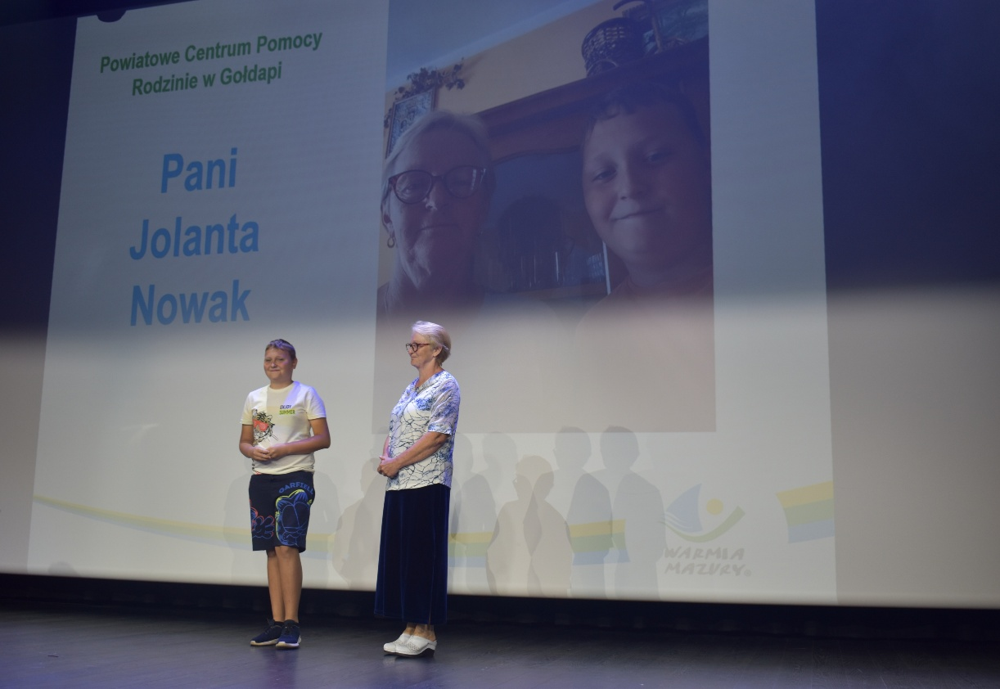 Powiatowe Centrum Pomocy
Rodzinie w Gołdapi
Pani
Jolanta
Nowak
ENJOY
SUMMER
GARFIELD
WARMIA
MAZURY®